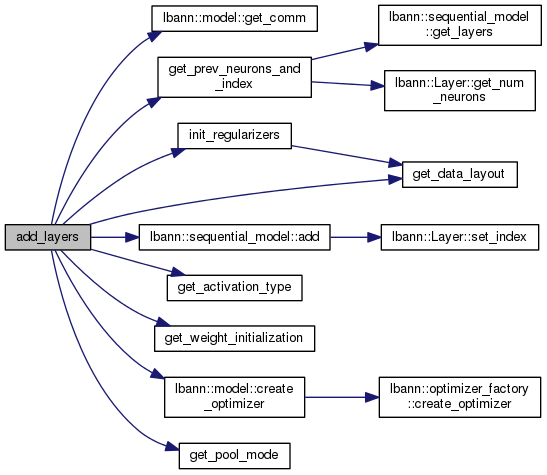 lbann::model::get_comm
lbann::sequential_model
::get_layers
get_prev_neurons_and
_index
lbann::Layer::get_num
_neurons
init_regularizers
get_data_layout
add_layers
lbann::sequential_model::add
lbann::Layer::set_index
get_activation_type
get_weight_initialization
lbann::model::create
_optimizer
lbann::optimizer_factory
::create_optimizer
get_pool_mode